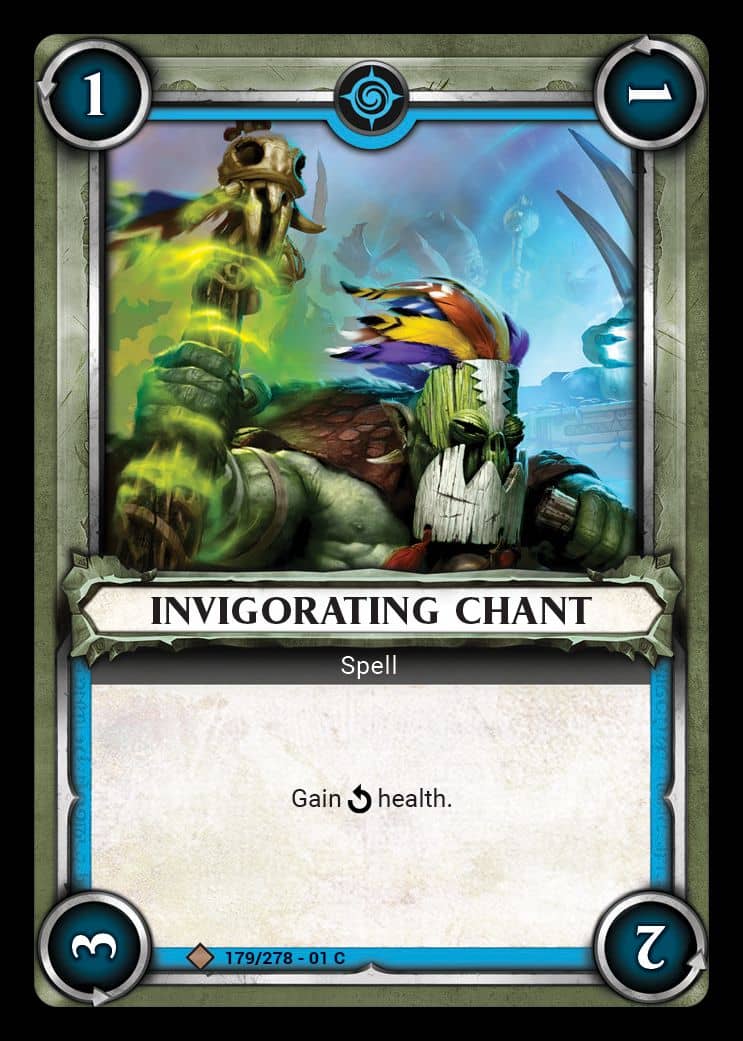 1
1
INVIGORATING CHANT
Spell
Gain health.
3
2
179/278 - 01 C